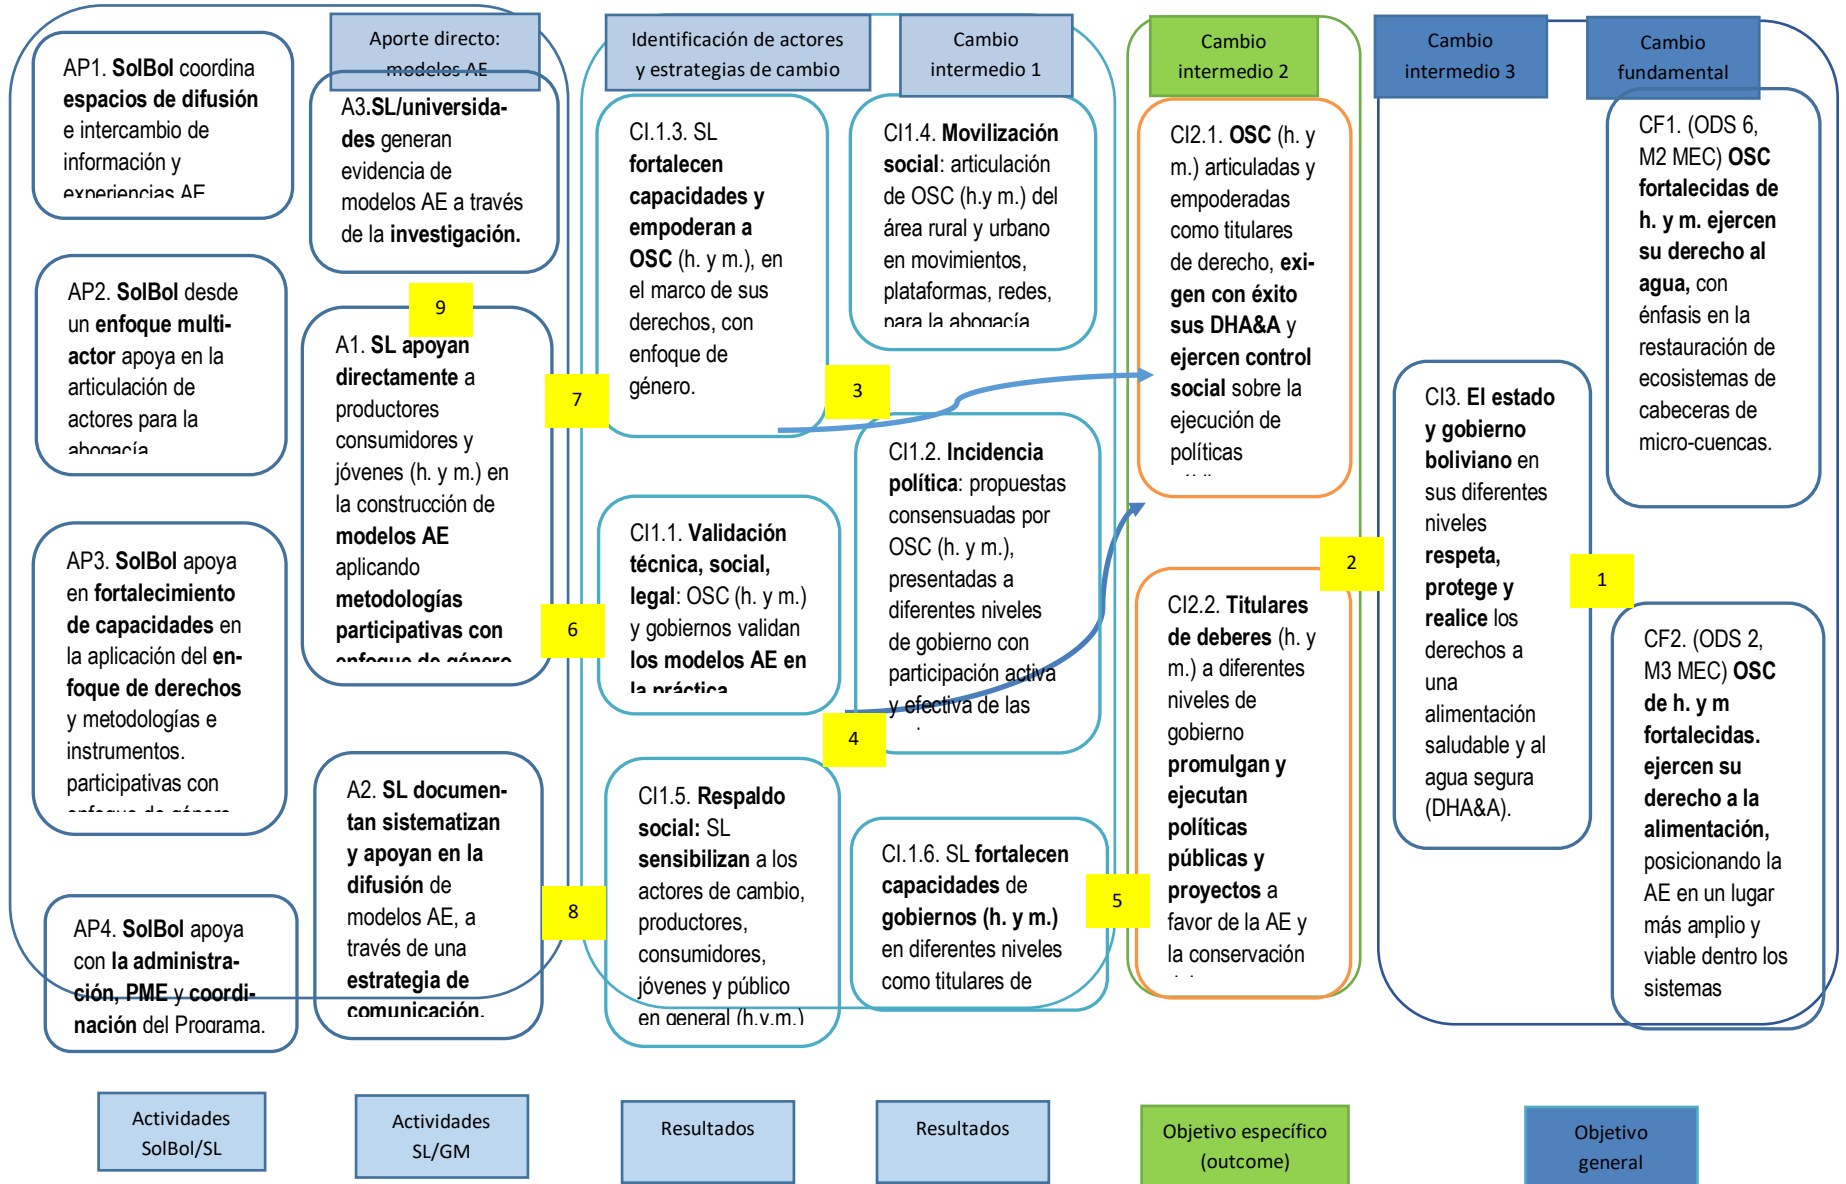 Aporte directo:
modelos AE
Identificación de actores
y estrategias de cambio
Cambio
intermedio 1
Cambio
intermedio 2
Cambio
intermedio 3
Cambio
fundamental
AP1. SolBol coordina
espacios de difusión
e intercambio de
información y
experiencias AE
AP2. SolBol desde
un enfoque multi-
actor apoya en la
articulación de
actores para la
abogacía
AP3. SolBol apoya
en fortalecimiento
de capacidades en
la aplicación del en-
foque de derechos
y metodologías e
instrumentos.
participativas con
enfoque de género
AP4. SolBol apoya
con la administra-
ción, PME y coordi-
nación del Programa.
A3.SL/universida-
des generan
evidencia de
modelos AE a través
de la investigación.
9
A1. SL apoyan
directamente a
productores
consumidores y
jóvenes (h. y m.) en
la construcción de
modelos AE
aplicando
metodologías
participativas con
enfoque de género
A2. SL documen-
tan sistematizan
y apoyan en la
difusión de
modelos AE, a
través de una
estrategia de
comunicación.
7
6
8
CI.1.3. SL
fortalecen
capacidades y
empoderan a
OSC (h. y m.), en
el marco de sus
derechos, con
enfoque de
género.
CI1.1. Validación
técnica, social,
legal: OSC (h. y m.)
y gobiernos validan
los modelos AE en
la práctica
CI1.5. Respaldo
social: SL
sensibilizan a los
actores de cambio,
productores,
consumidores,
jóvenes y público
en general (h.y.m.)
3
4
CI1.4. Movilización
social: articulación
de OSC (h.y m.) del
área rural y urbano
en movimientos,
plataformas, redes,
para la abogacía
CI1.2. Incidencia
política: propuestas
consensuadas por
OSC (h. y m.),
presentadas a
diferentes niveles
de gobierno con
participación activa
y efectiva de las
CI.1.6. SL fortalecen
capacidades de
gobiernos (h. y m.)
en diferentes niveles
como titulares de
5
CI2.1. OSC (h. y
m.) articuladas y
empoderadas
como titulares
de derecho, exi-
gen con éxito
sus DHA&A y
ejercen control
social sobre la
ejecución de
políticas
CI2.2. Titulares
de deberes (h. y
m.) a diferentes
niveles de
gobierno
promulgan y
ejecutan
políticas
públicas y
proyectos a
favor de la AE y
la conservación
2
CI3. El estado
y gobierno
boliviano en
sus diferentes
niveles
respeta,
protege y
realice los
derechos a
una
alimentación
saludable y al
agua segura
(DHA&A).
1
CF1. (ODS 6,
M2 MEC) OSC
fortalecidas de
h. y m. ejercen
su derecho al
agua, con
énfasis en la
restauración de
ecosistemas de
cabeceras de
micro-cuencas.
CF2. (ODS 2,
M3 MEC) OSC
de h. y m
fortalecidas.
ejercen su
derecho a la
alimentación,
posicionando la
AE en un lugar
más amplio y
viable dentro los
sistemas
Actividades
SolBol/SL
Actividades
SL/GM
Resultados
Resultados
Objetivo específico
(outcome)
Objetivo
general